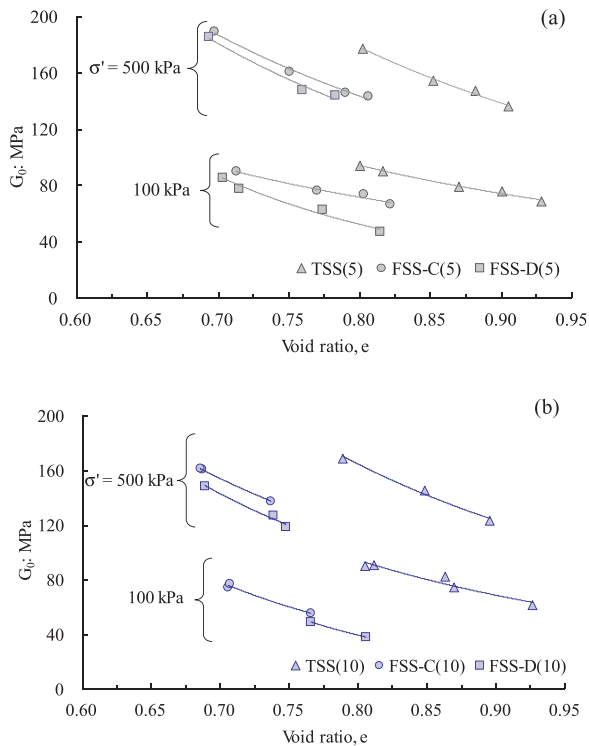 (a)
200
160
120
80
40
0
G₀: MPa
σ' = 500 kPa
100 kPa
TSS(5) FSS-C(5) FSS-D(5)
0.60 0.65 0.70 0.75 0.80 0.85 0.90 0.95
Void ratio, e
(b)
200
160
120
80
40
0
G₀: MPa
σ' = 500 kPa
100 kPa
TSS(10) FSS-C(10) FSS-D(10)
0.60 0.65 0.70 0.75 0.80 0.85 0.90 0.95
Void ratio, e